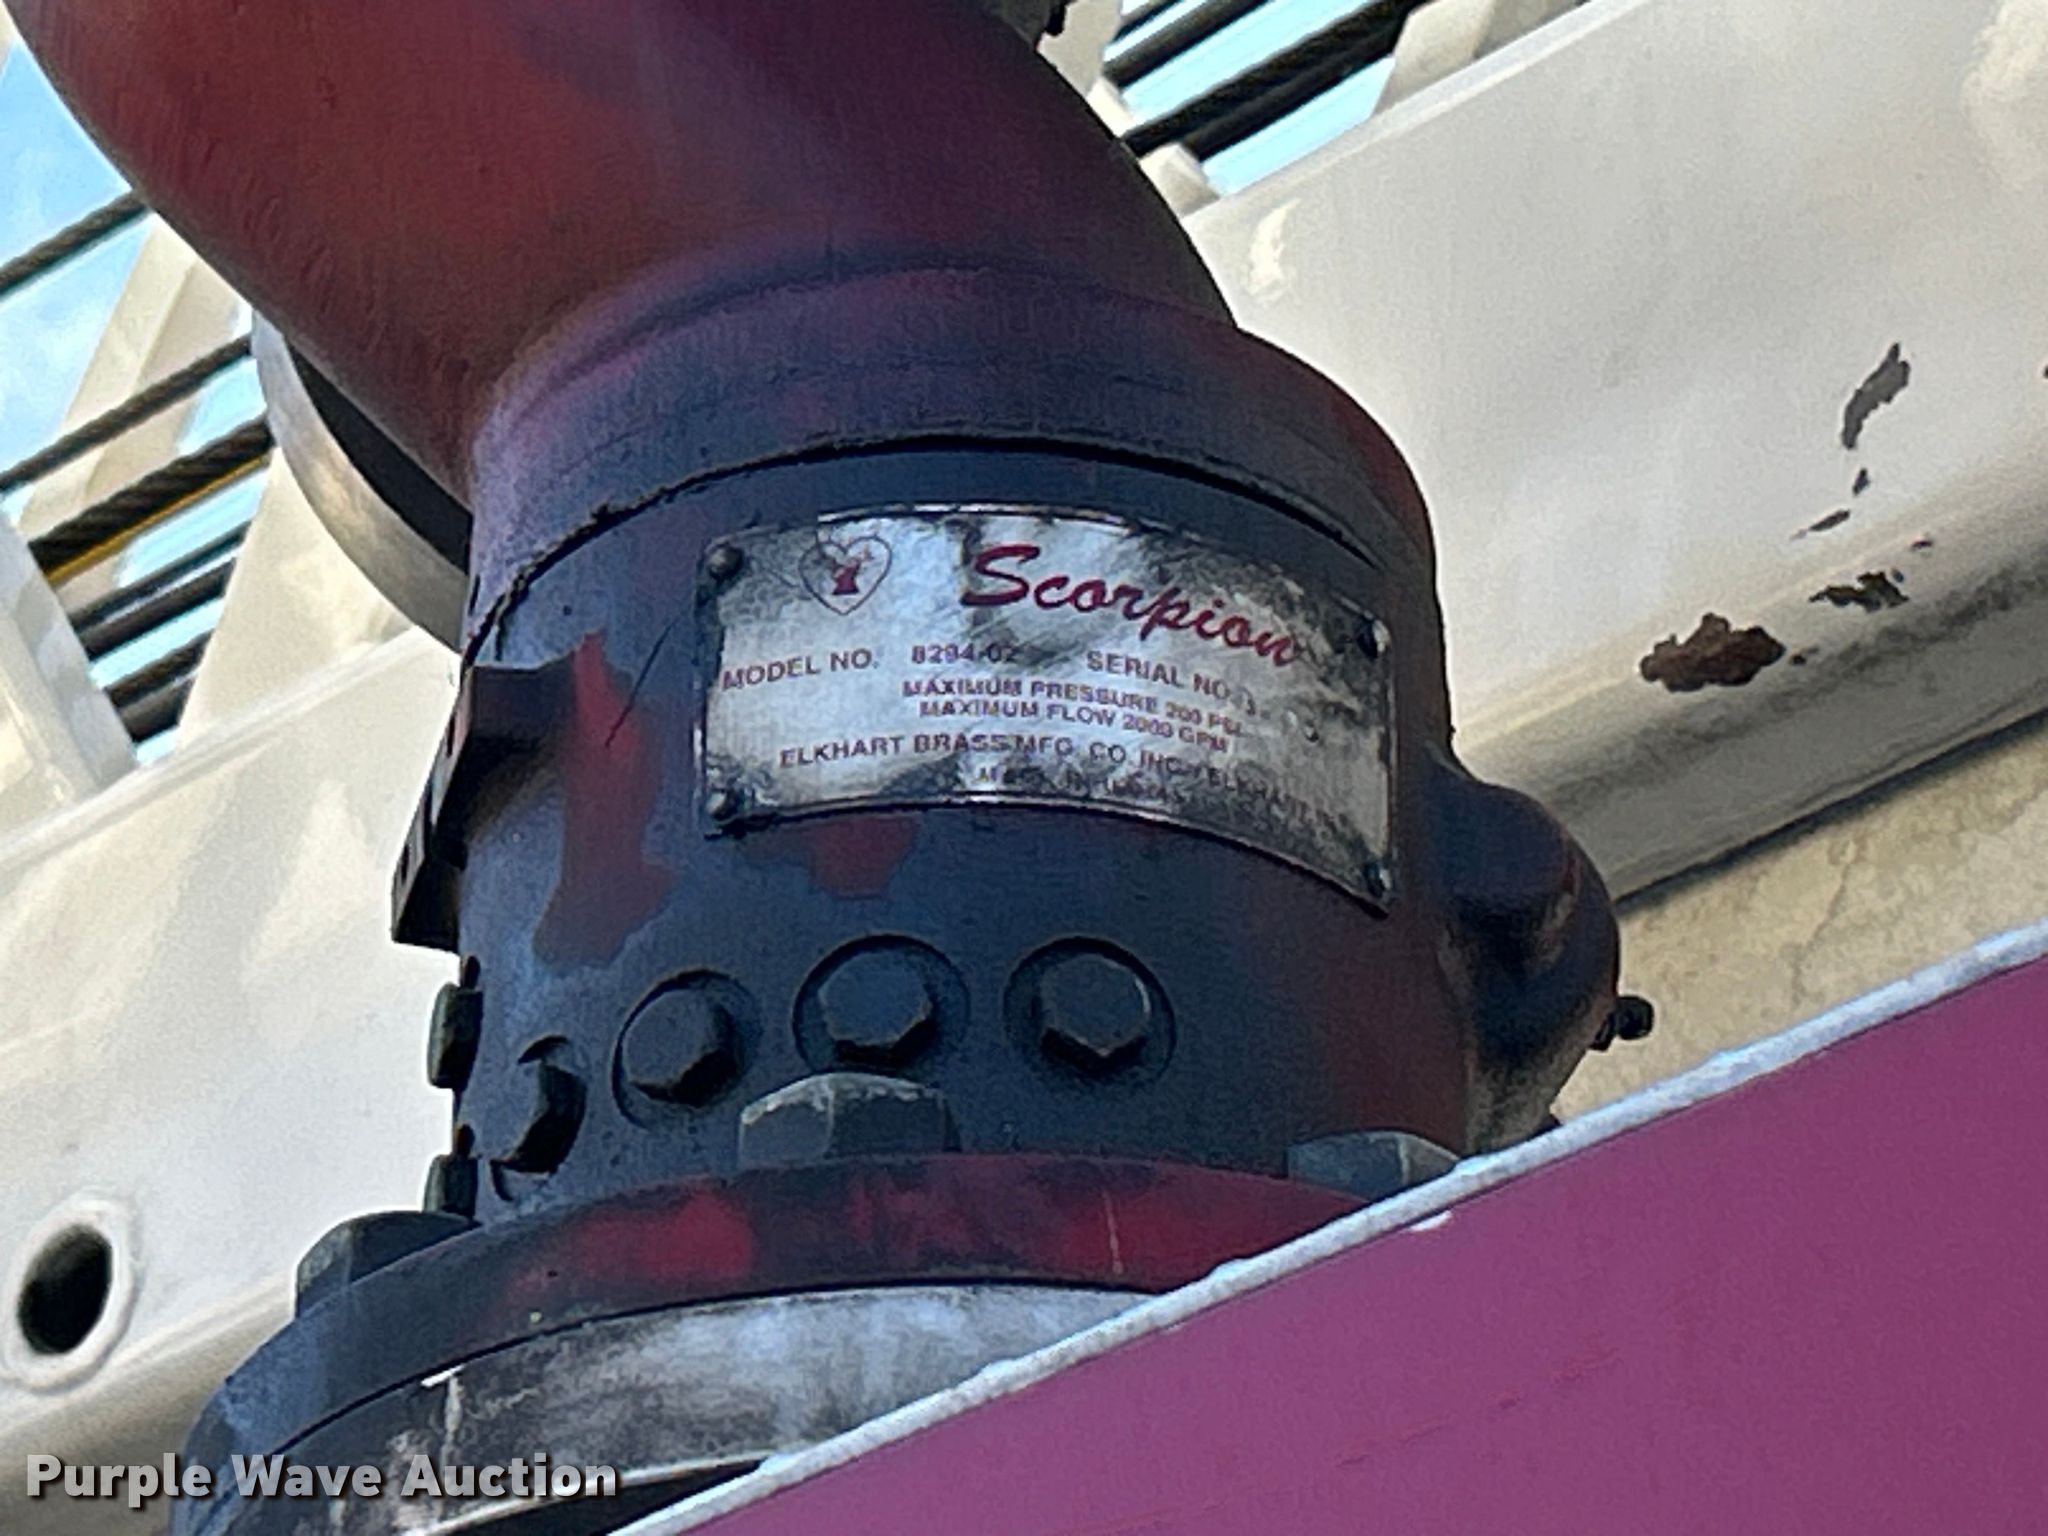 Scorpion
MODEL NO. 8294-02 SERIAL NO.
MAXIMUM PRESSURE 200 PSI
MAXIMUM FLOW 2000 GPM
ELKHART BRASS MFG. CO. INC. ELKHART
Purple Wave Auction